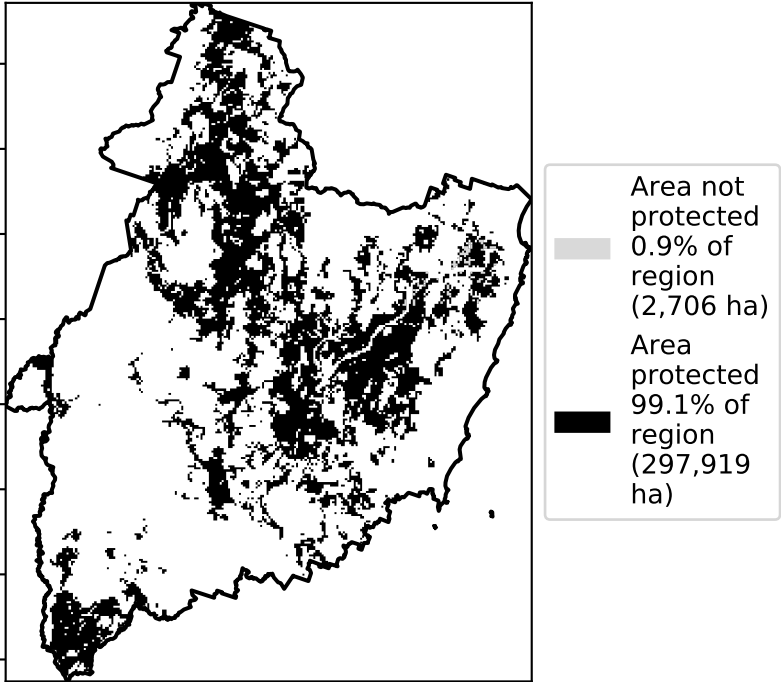 Area not
protected
0.9% of
region
(2,706 ha)
Area
protected
99.1% of
region
(297,919
ha)